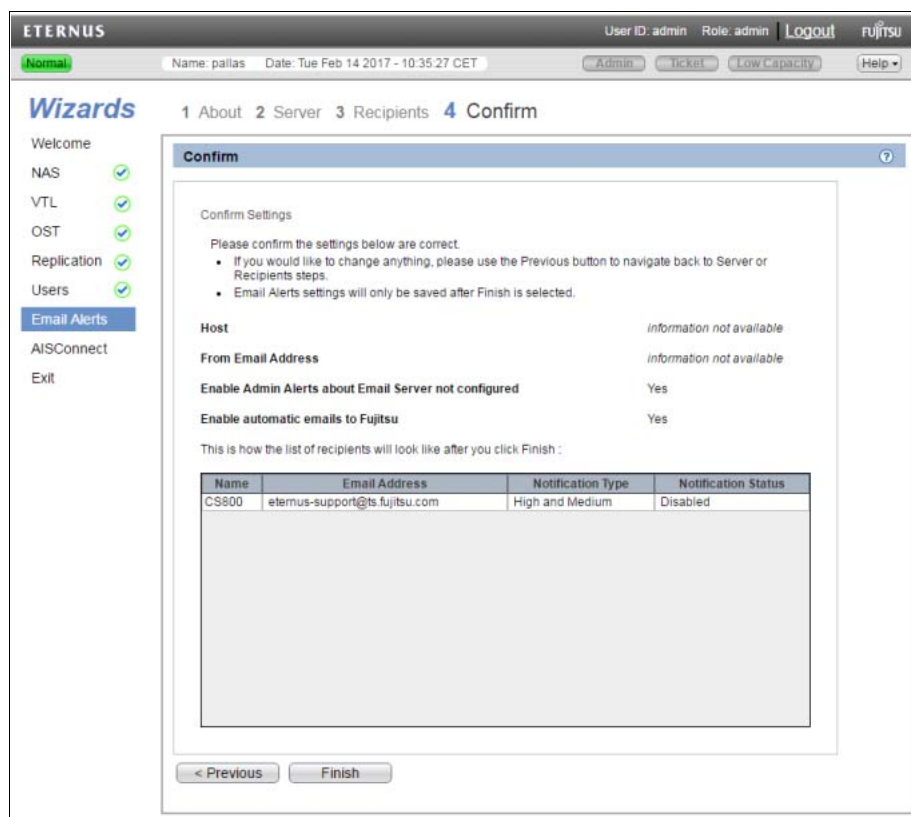 ETERNUS User ID: admin Role: admin Logout FUJITSU
Normal Name: pallas Date: Tue Feb 14 2017 - 10:35:27 CET Admin Ticket Low Capacity Help
Wizards
1 About 2 Server 3 Recipients 4 Confirm
Welcome
NAS
VTL
OST
Replication
Users
Email Alerts
AISConnect
Exit
Confirm ?
Confirm Settings
Please confirm the settings below are correct.
• If you would like to change anything, please use the Previous button to navigate back to Server or
Recipients steps.
• Email Alerts settings will only be saved after Finish is selected.
Host information not available
From Email Address information not available
Enable Admin Alerts about Email Server not configured Yes
Enable automatic emails to Fujitsu Yes
This is how the list of recipients will look like after you click Finish :
Name Email Address Notification Type Notification Status
CS800 eternus-support@ts.fujitsu.com High and Medium Disabled
< Previous Finish